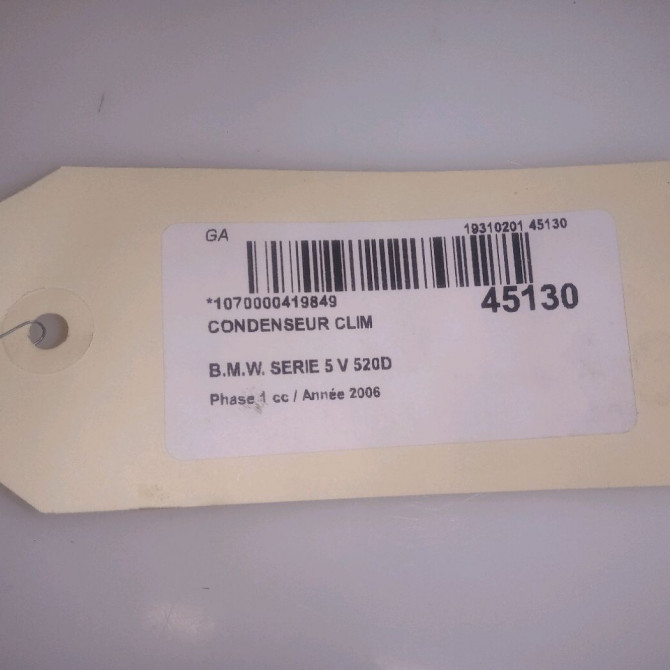 GA 19310201 45130
*1070000419849 45130
CONDENSEUR CLIM
B.M.W. SERIE 5 V 520D
Phase 1 cc / Année 2006